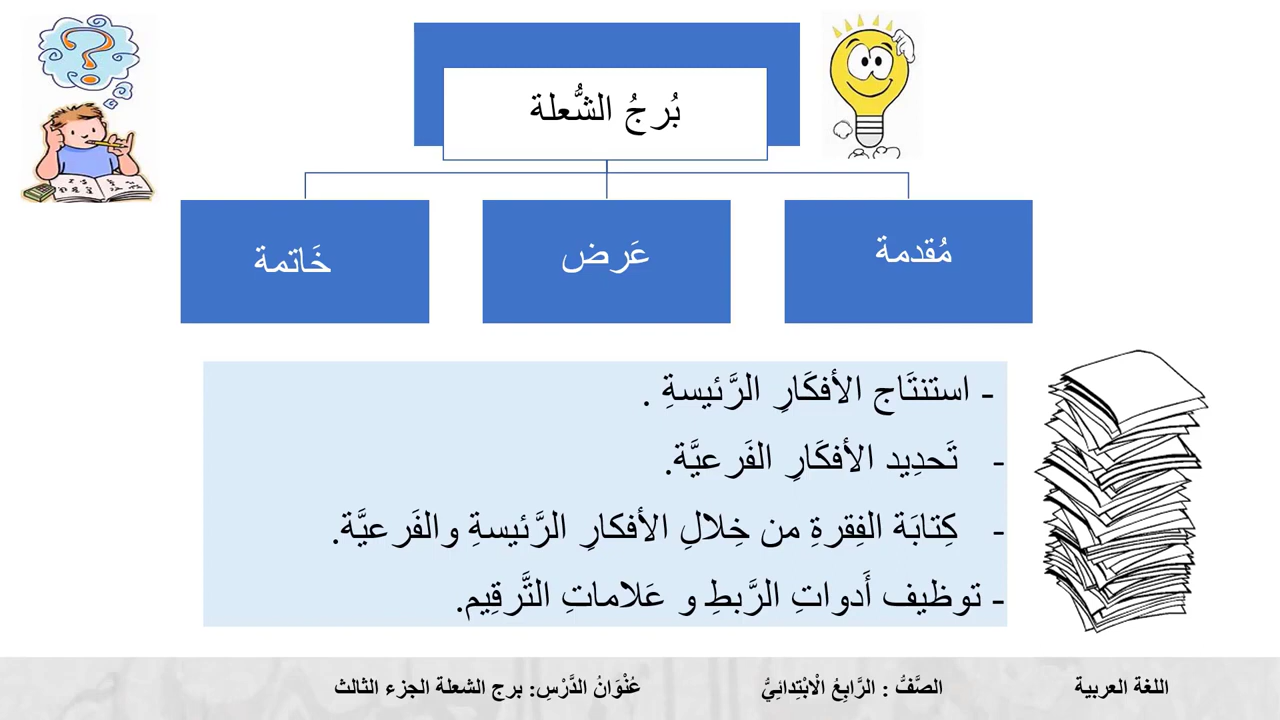 بُرجُ الشُّعلة
مُقدمة
عَرض
خَاتمة
- استنتَاج الأفكَارِ الرَّئيسةِ .
- تَحدِيد الأفكَارِ الفَرعيَّة.
- كِتابَة الفِقرةِ من خِلالِ الأفكارِ الرَّئيسةِ والفَرعيَّة.
- توظيف أَدواتِ الرَّبطِ و عَلاماتِ التَّرقِيم.
اللغة العربية
الصَّفُّ : الرَّابِعُ الْابْتِدائِيُّ
عُنْوَانُ الدَّرْسِ: برج الشعلة الجزء الثالث